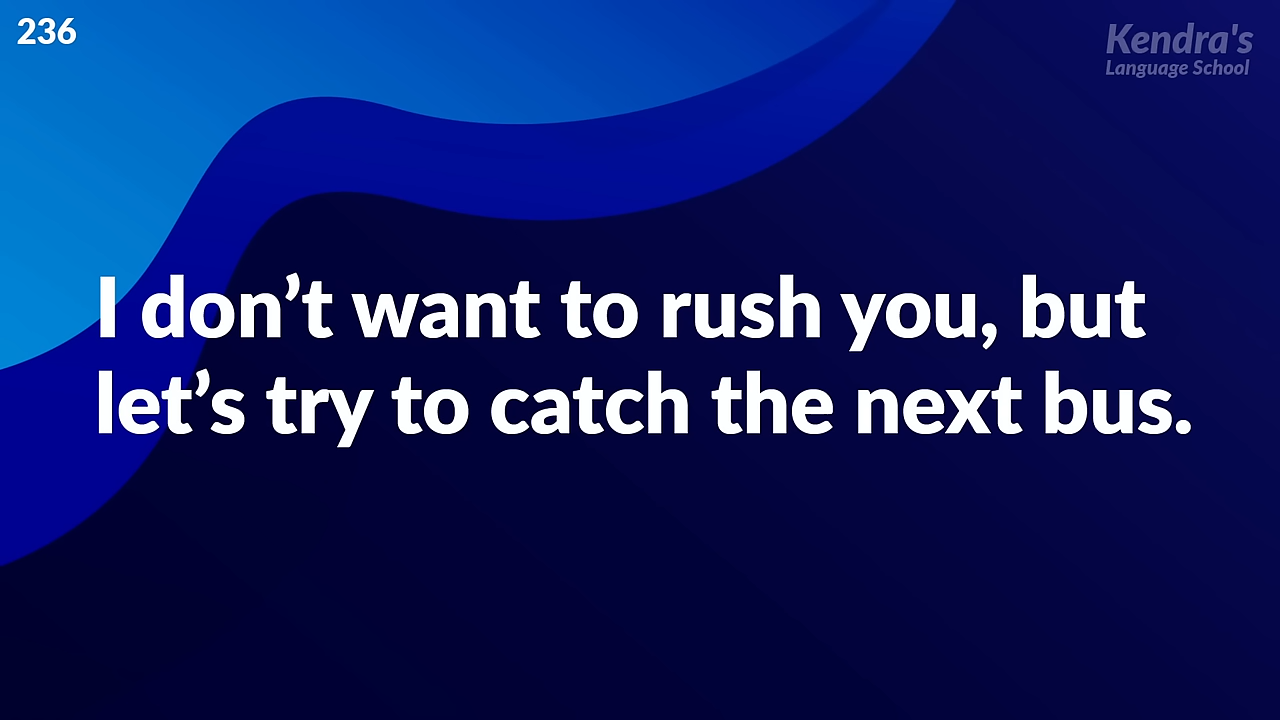 236
Kendra's
Language School
I don’t want to rush you, but
let’s try to catch the next bus.